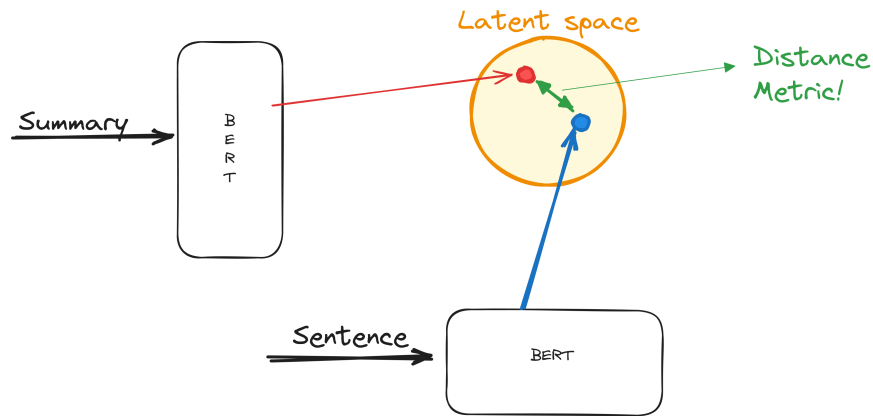 Latent space
Distance
Metric!
Summary
B
E
R
T
Sentence
BERT